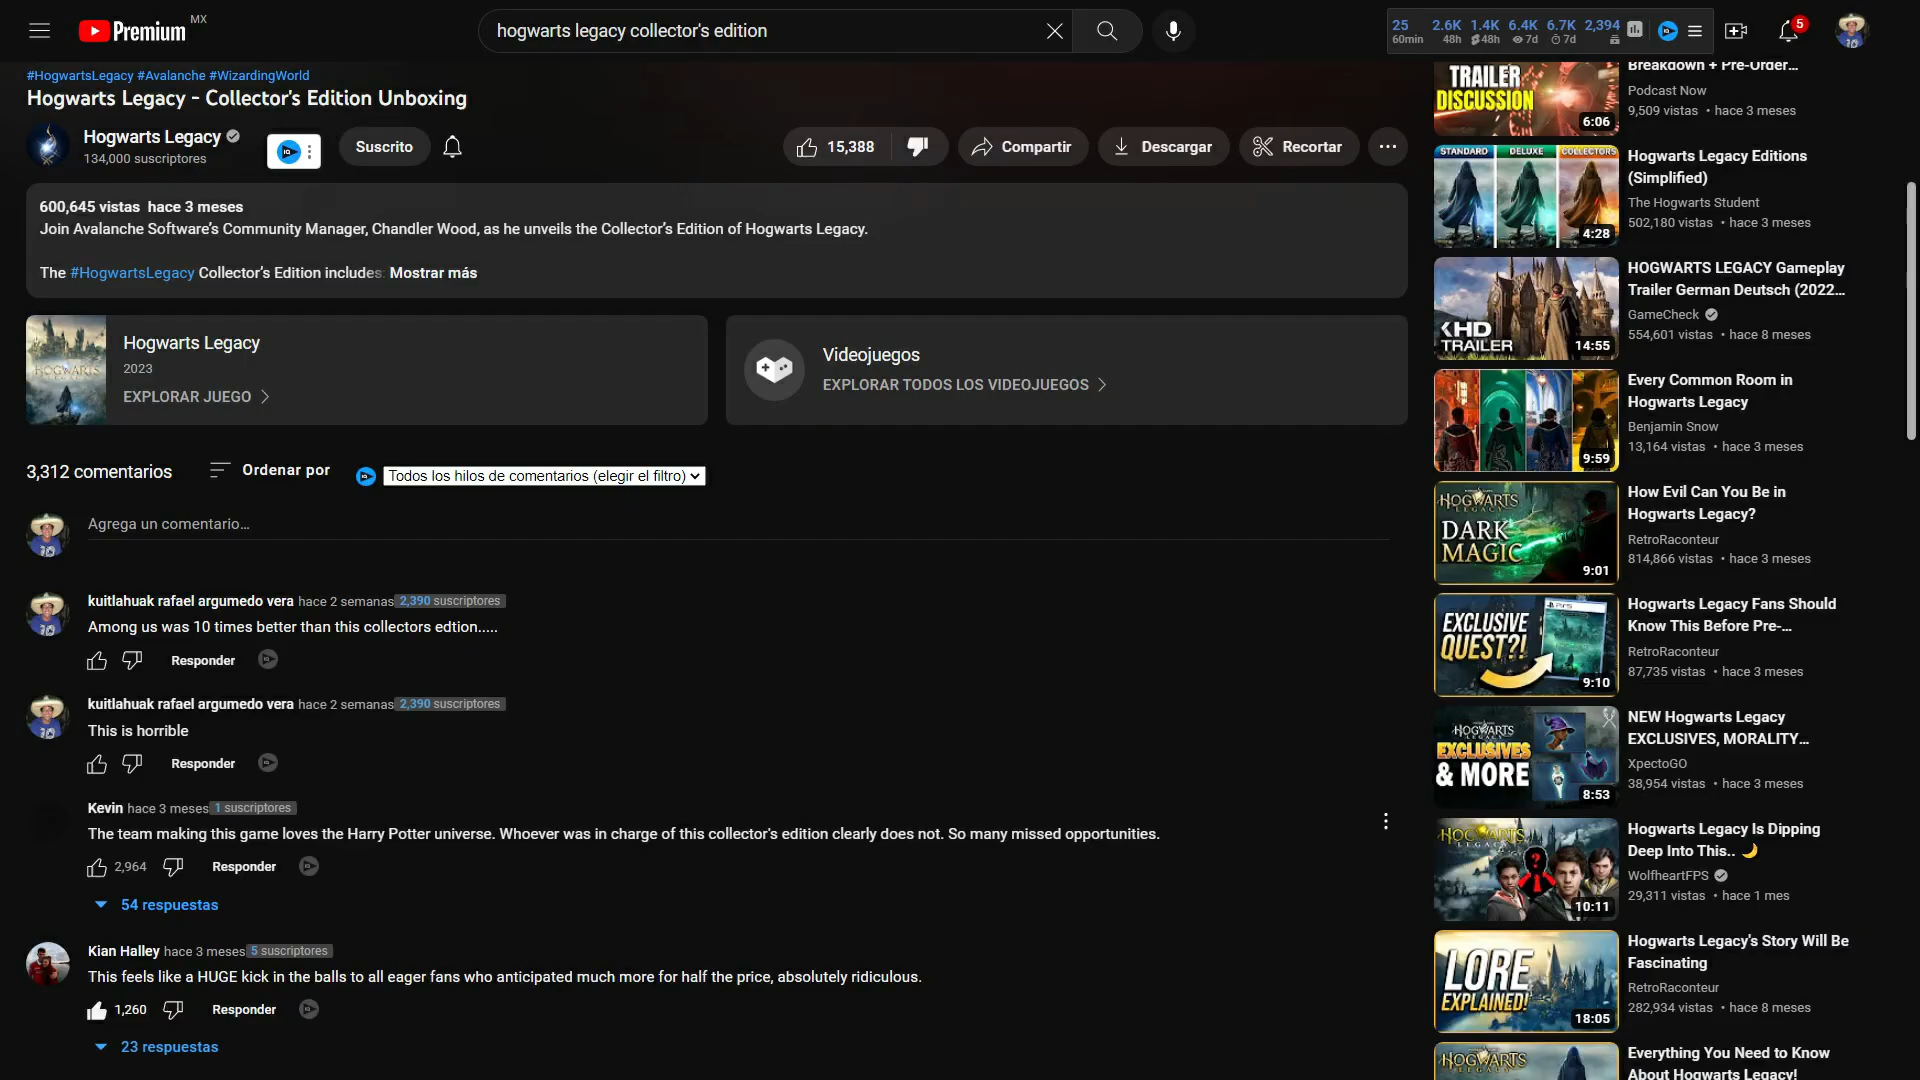 Premium MX
hogwarts legacy collector's edition
25 2.6K 1.4K 6.4K 6.7K 2,394
60min 48h 48h 7d 7d
5
#HogwartsLegacy #Avalanche #WizardingWorld
Hogwarts Legacy - Collector's Edition Unboxing
Hogwarts Legacy
134,000 suscriptores
Suscrito
15,388
Compartir
Descargar
Recortar
600,645 vistas hace 3 meses
Join Avalanche Software's Community Manager, Chandler Wood, as he unveils the Collector's Edition of Hogwarts Legacy.
The #HogwartsLegacy Collector's Edition includes: Mostrar más
HOGWARTS
Hogwarts Legacy
2023
EXPLORAR JUEGO
Videojuegos
EXPLORAR TODOS LOS VIDEOJUEGOS
3,312 comentarios
Ordenar por
Todos los hilos de comentarios (elegir el filtro)
Agrega un comentario...
kuitlahuak rafael argumedo vera hace 2 semanas 2,390 suscriptores
Among us was 10 times better than this collectors edtion.....
Responder
kuitlahuak rafael argumedo vera hace 2 semanas 2,390 suscriptores
This is horrible
Responder
Kevin hace 3 meses 1 suscriptores
The team making this game loves the Harry Potter universe. Whoever was in charge of this collector's edition clearly does not. So many missed opportunities.
2,964 Responder
54 respuestas
Kian Halley hace 3 meses 5 suscriptores
This feels like a HUGE kick in the balls to all eager fans who anticipated much more for half the price, absolutely ridiculous.
1,260 Responder
23 respuestas
TRAILER
DISCUSSION
6:06
Breakdown + Pre-Order...
Podcast Now
9,509 vistas • hace 3 meses
STANDARD DELUXE COLLECTORS
4:28
Hogwarts Legacy Editions
(Simplified)
The Hogwarts Student
502,180 vistas • hace 3 meses
KHD
TRAILER
14:55
HOGWARTS LEGACY Gameplay
Trailer German Deutsch (2022...
GameCheck
554,601 vistas • hace 8 meses
9:59
Every Common Room in
Hogwarts Legacy
Benjamin Snow
13,164 vistas • hace 3 meses
HOGWARTS
LEGACY
DARK
MAGIC
9:01
How Evil Can You Be in
Hogwarts Legacy?
RetroRaconteur
814,866 vistas • hace 3 meses
EXCLUSIVE
QUEST?!
PS5
9:10
Hogwarts Legacy Fans Should
Know This Before Pre-...
RetroRaconteur
87,735 vistas • hace 3 meses
HOGWARTS
LEGACY
EXCLUSIVES
& MORE
8:53
NEW Hogwarts Legacy
EXCLUSIVES, MORALITY...
XpectoGO
38,954 vistas • hace 3 meses
HOGWARTS
LEGACY
?
10:11
Hogwarts Legacy Is Dipping
Deep Into This.. 🌙
WolfheartFPS
29,311 vistas • hace 1 mes
LORE
EXPLAINED!
18:05
Hogwarts Legacy's Story Will Be
Fascinating
RetroRaconteur
282,934 vistas • hace 8 meses
HOGWARTS
Everything You Need to Know
About Hogwarts Legacy!